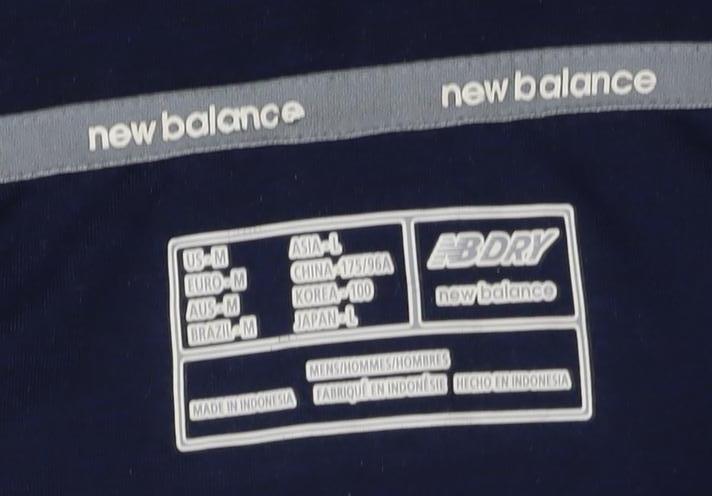 new balance new balance
US-M
EURO-M
AUS-M
BRAZIL-M
ASIA-L
CHINA-175/96A
KOREA-100
JAPAN-L
NB DRY
new balance
MENS/HOMMES/HOMBRES
MADE IN INDONESIA FABRIQUÉ EN INDONÉSIE HECHO EN INDONESIA